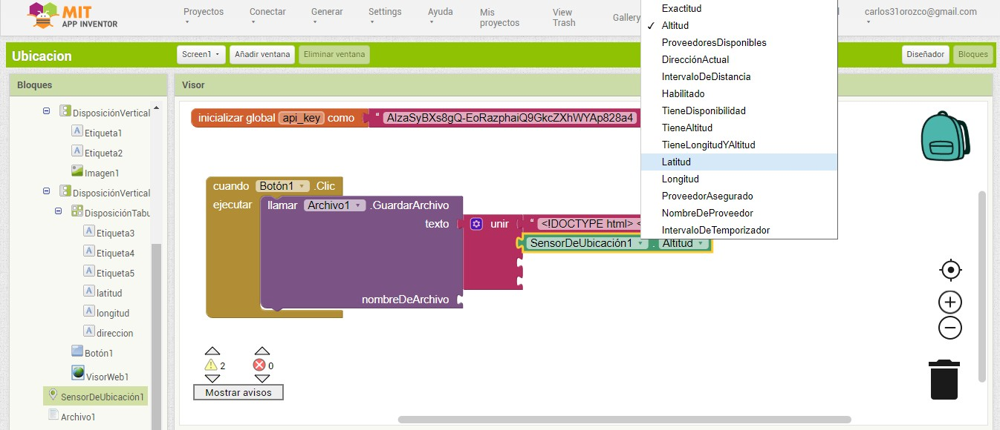 MIT
APP INVENTOR
Proyectos
Conectar
Generar
Settings
Ayuda
Mis
proyectos
View
Trash
Gallery
carlos31orozco@gmail.com
Ubicacion
Screen1
Añadir ventana
Eliminar ventana
Diseñador
Bloques
Bloques
Visor
DisposiciónVertical
Etiqueta1
Etiqueta2
Imagen1
DisposiciónVertical
DisposiciónTabu
Etiqueta3
Etiqueta4
Etiqueta5
latitud
longitud
direccion
Botón1
VisorWeb1
SensorDeUbicación1
Archivo1
inicializar global api_key como " AIzaSyBXs8gQ-EoRazphaiQ9GkcZXhWYAp828a4
cuando Botón1 .Clic
ejecutar llamar Archivo1 .GuardarArchivo
texto unir " <!DOCTYPE html> <
SensorDeUbicación1 . Altitud
nombreDeArchivo
Exactitud
✓ Altitud
ProveedoresDisponibles
DirecciónActual
IntervaloDeDistancia
Habilitado
TieneDisponibilidad
TieneAltitud
TieneLongitudYAltitud
Latitud
Longitud
ProveedorAsegurado
NombreDeProveedor
IntervaloDeTemporizador
2
0
Mostrar avisos